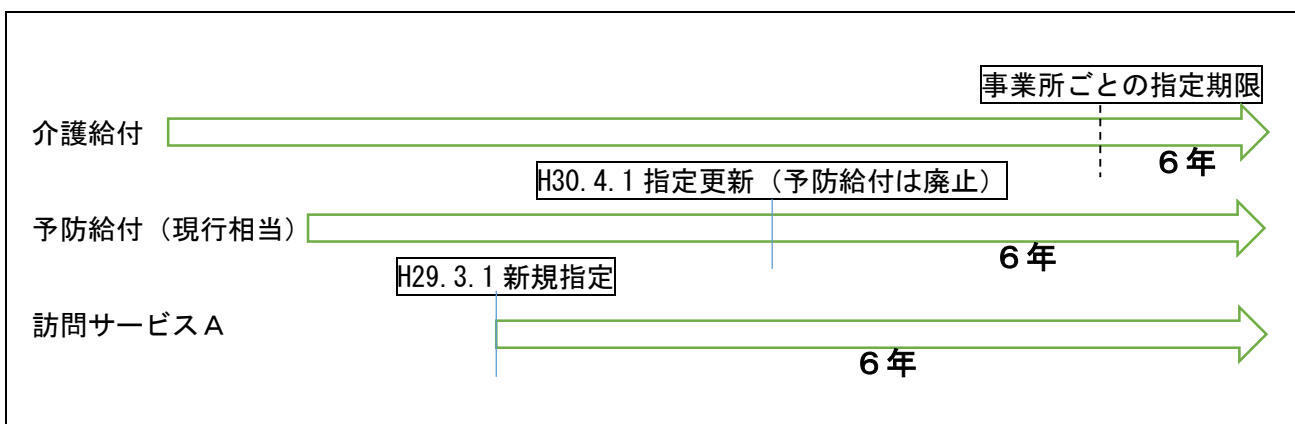 事業所ごとの指定期限
介護給付
６年
H30.4.1 指定更新（予防給付は廃止）
予防給付（現行相当）
６年
H29.3.1 新規指定
訪問サービスＡ
６年